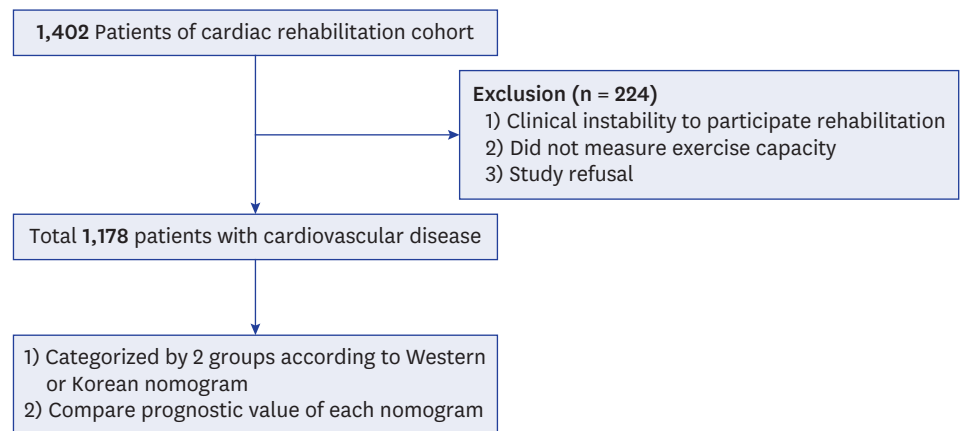 1,402 Patients of cardiac rehabilitation cohort
Exclusion (n = 224)
1) Clinical instability to participate rehabilitation
2) Did not measure exercise capacity
3) Study refusal
Total 1,178 patients with cardiovascular disease
1) Categorized by 2 groups according to Western
or Korean nomogram
2) Compare prognostic value of each nomogram